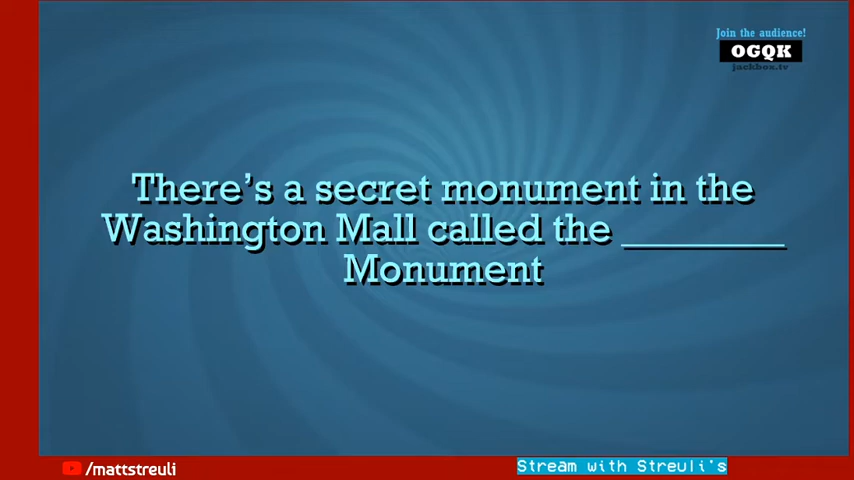 Join the audience!
OGQK
jackbox.tv
There's a secret monument in the
Washington Mall called the ________
Monument
/mattstreuli
Stream with Streuli's